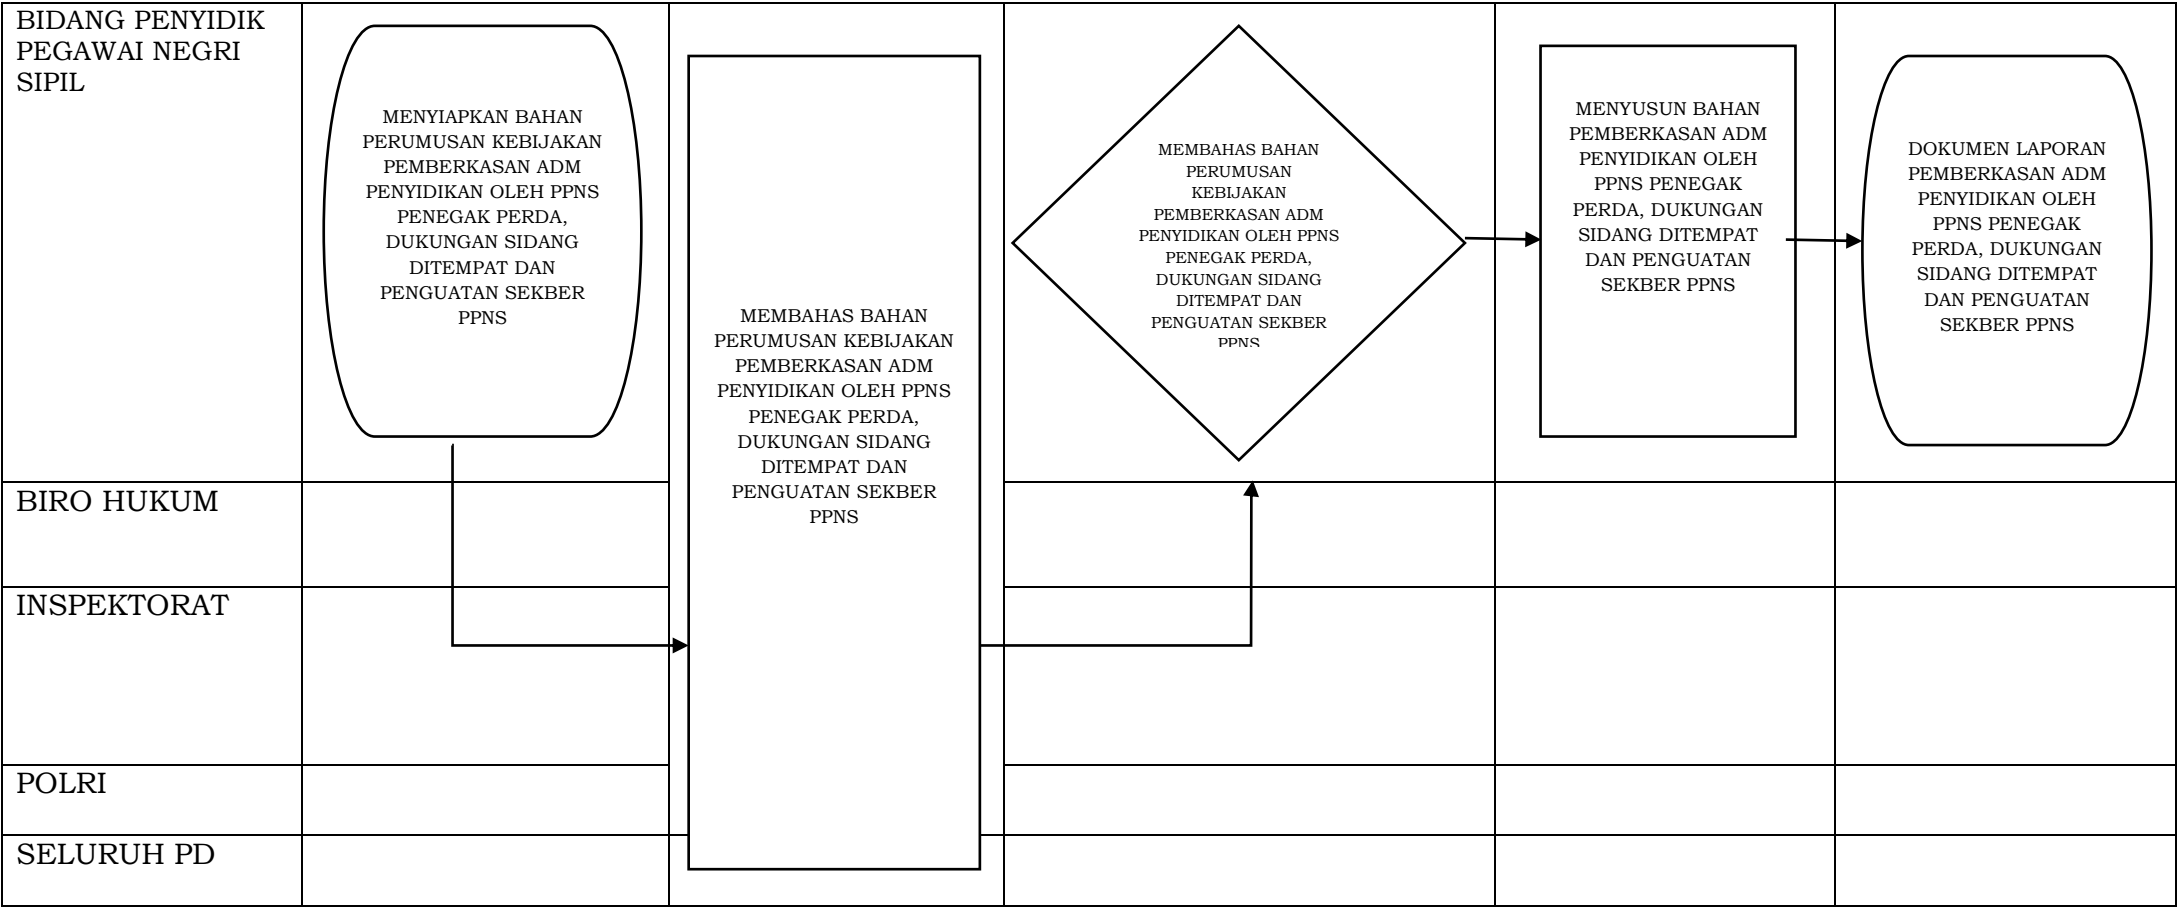 BIDANG PENYIDIK
PEGAWAI NEGRI
SIPIL
MENYIAPKAN BAHAN
PERUMUSAN KEBIJAKAN
PEMBERKASAN ADM
PENYIDIKAN OLEH PPNS
PENEGAK PERDA,
DUKUNGAN SIDANG
DITEMPAT DAN
PENGUATAN SEKBER
PPNS
MEMBAHAS BAHAN
PERUMUSAN KEBIJAKAN
PEMBERKASAN ADM
PENYIDIKAN OLEH PPNS
PENEGAK PERDA,
DUKUNGAN SIDANG
DITEMPAT DAN
PENGUATAN SEKBER
PPNS
MEMBAHAS BAHAN
PERUMUSAN
KEBIJAKAN
PEMBERKASAN ADM
PENYIDIKAN OLEH PPNS
PENEGAK PERDA,
DUKUNGAN SIDANG
DITEMPAT DAN
PENGUATAN SEKBER
PPNS
MENYUSUN BAHAN
PEMBERKASAN ADM
PENYIDIKAN OLEH
PPNS PENEGAK
PERDA, DUKUNGAN
SIDANG DITEMPAT
DAN PENGUATAN
SEKBER PPNS
DOKUMEN LAPORAN
PEMBERKASAN ADM
PENYIDIKAN OLEH
PPNS PENEGAK
PERDA, DUKUNGAN
SIDANG DITEMPAT
DAN PENGUATAN
SEKBER PPNS
BIRO HUKUM
INSPEKTORAT
POLRI
SELURUH PD